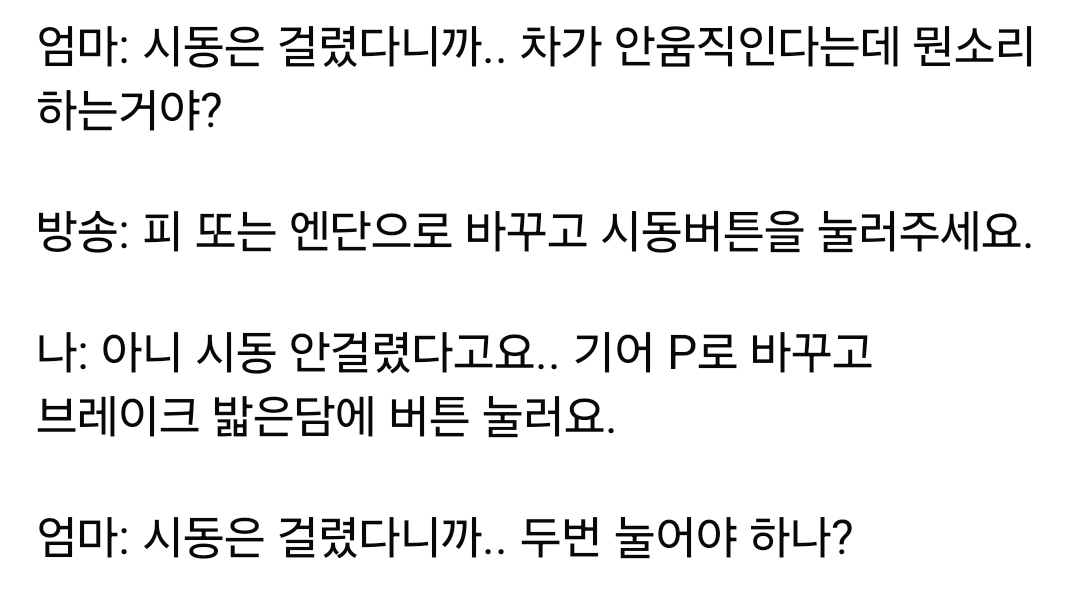 엄마: 시동은 걸렸다니까.. 차가 안움직인다는데 뭔소리
하는거야?
방송: 피 또는 엔단으로 바꾸고 시동버튼을 눌러주세요.
나: 아니 시동 안걸렸다고요.. 기어 P로 바꾸고
브레이크 밟은담에 버튼 눌러요.
엄마: 시동은 걸렸다니까.. 두번 눌어야 하나?